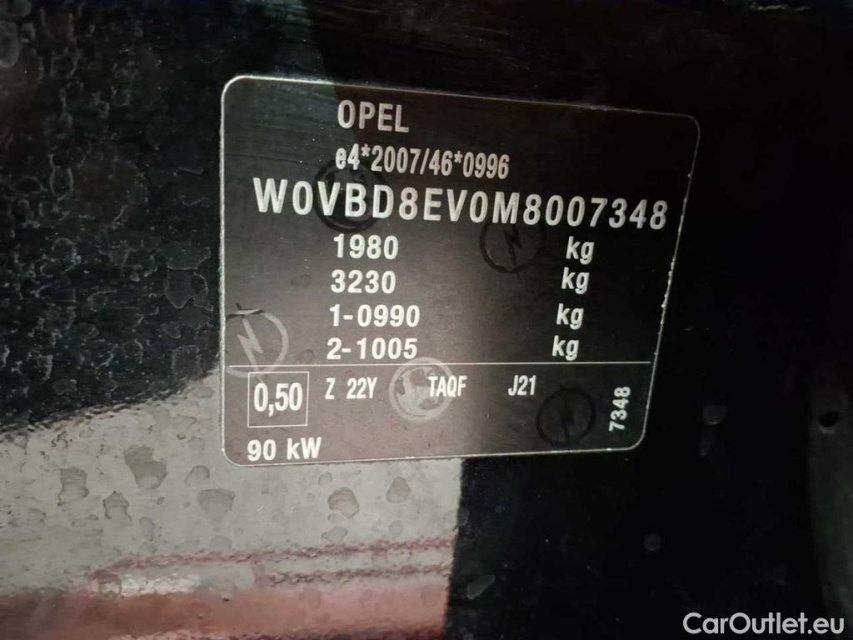 OPEL
e4*2007/46*0996
W0VBD8EV0M8007348
1980 kg
3230 kg
1-0990 kg
2-1005 kg
0,50 Z 22Y TAQF J21
7348
90 kW
CarOutlet.eu